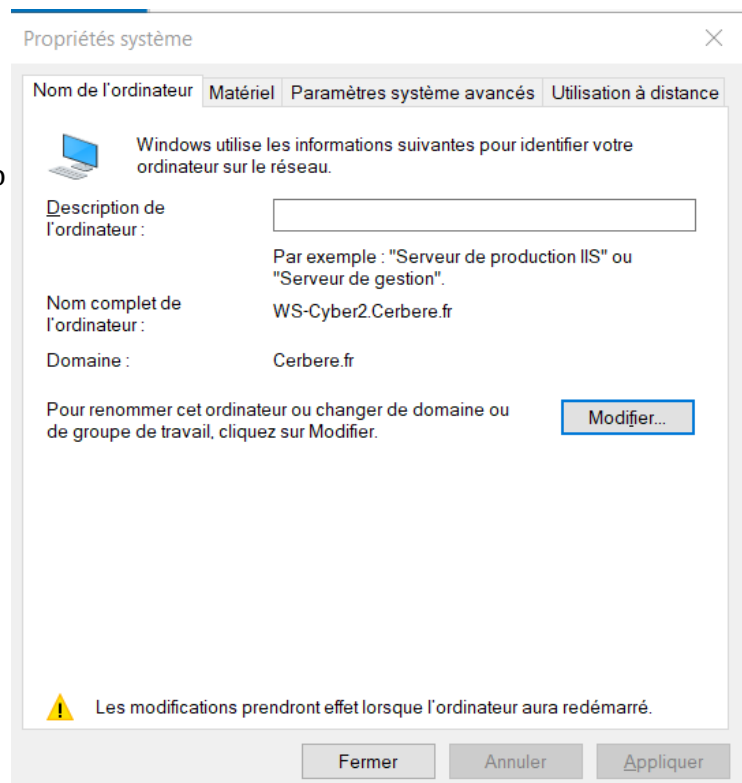 Propriétés système
Nom de l'ordinateur Matériel Paramètres système avancés Utilisation à distance
Windows utilise les informations suivantes pour identifier votre
ordinateur sur le réseau.
Description de
l'ordinateur :
Par exemple : "Serveur de production IIS" ou
"Serveur de gestion".
Nom complet de
l'ordinateur :
WS-Cyber2.Cerbere.fr
Domaine :
Cerbere.fr
Pour renommer cet ordinateur ou changer de domaine ou
de groupe de travail, cliquez sur Modifier.
Modifier...
Les modifications prendront effet lorsque l'ordinateur aura redémarré.
Fermer Annuler Appliquer